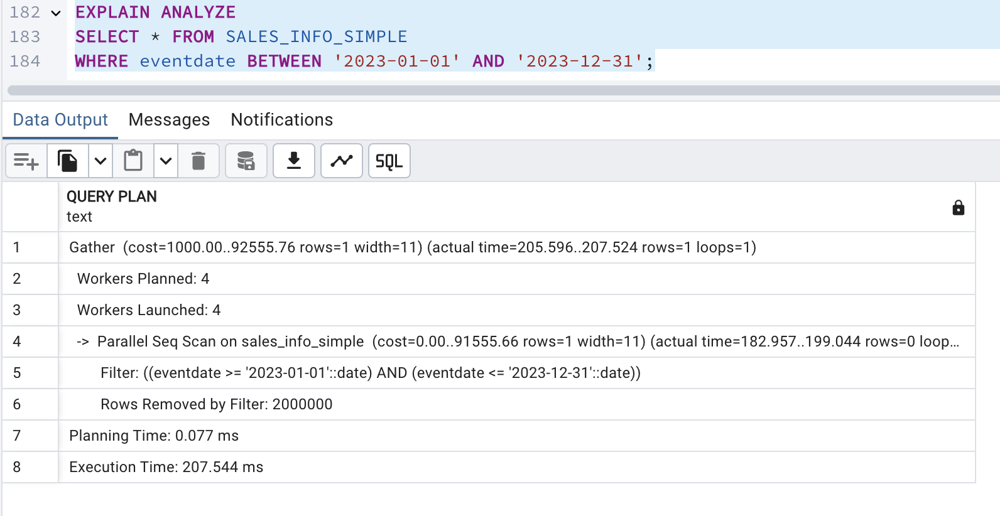 182 EXPLAIN ANALYZE
183 SELECT * FROM SALES_INFO_SIMPLE
184 WHERE eventdate BETWEEN '2023-01-01' AND '2023-12-31';
Data Output Messages Notifications
SQL
QUERY PLAN
text
1 Gather (cost=1000.00..92555.76 rows=1 width=11) (actual time=205.596..207.524 rows=1 loops=1)
2 Workers Planned: 4
3 Workers Launched: 4
4 -> Parallel Seq Scan on sales_info_simple (cost=0.00..91555.66 rows=1 width=11) (actual time=182.957..199.044 rows=0 loop...
5 Filter: ((eventdate >= '2023-01-01'::date) AND (eventdate <= '2023-12-31'::date))
6 Rows Removed by Filter: 2000000
7 Planning Time: 0.077 ms
8 Execution Time: 207.544 ms